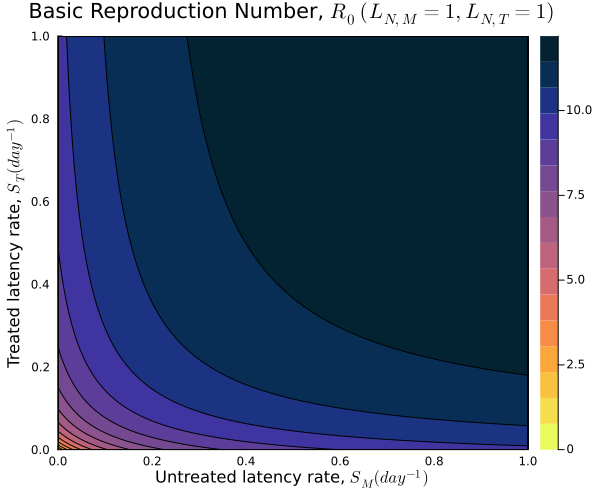 Basic Reproduction Number, R_0 (L_{N,M} = 1, L_{N,T} = 1)
Treated latency rate, S_T(day^{-1})
1.0
0.8
0.6
0.4
0.2
0.0
0.0 0.2 0.4 0.6 0.8 1.0
Untreated latency rate, S_M(day^{-1})
10.0
7.5
5.0
2.5
0